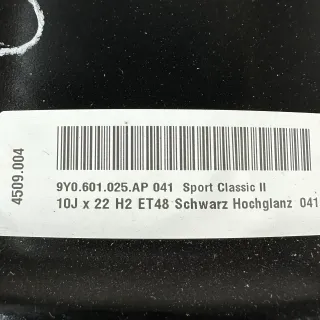 4509.004
9Y0.601.025.AP 041 Sport Classic II
10J x 22 H2 ET48 Schwarz Hochglanz 041